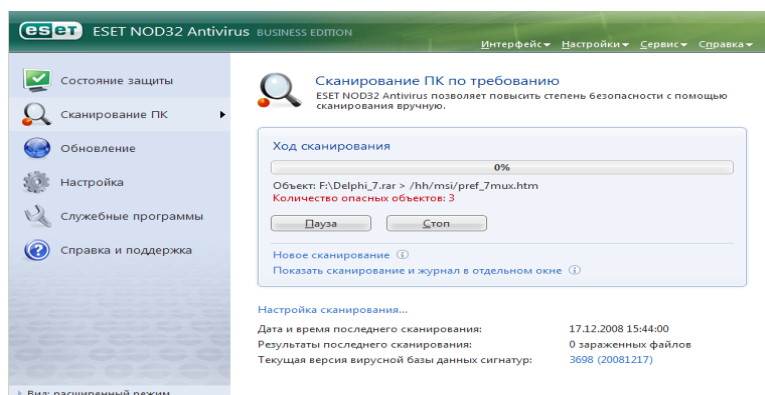 eset ESET NOD32 Antivirus BUSINESS EDITION
Интерфейс Настройки Сервис Справка
Состояние защиты
Сканирование ПК
Обновление
Настройка
Служебные программы
Справка и поддержка
Сканирование ПК по требованию
ESET NOD32 Antivirus позволяет повысить степень безопасности с помощью
сканирования вручную.
Ход сканирования
0%
Объект: F:\Delphi_7.rar > /hh/msi/pref_7mux.htm
Количество опасных объектов: 3
Пауза Стоп
Новое сканирование
Показать сканирование и журнал в отдельном окне
Настройка сканирования...
Дата и время последнего сканирования: 17.12.2008 15:44:00
Результаты последнего сканирования: 0 зараженных файлов
Текущая версия вирусной базы данных сигнатур: 3698 (20081217)
Вид: расширенный режим